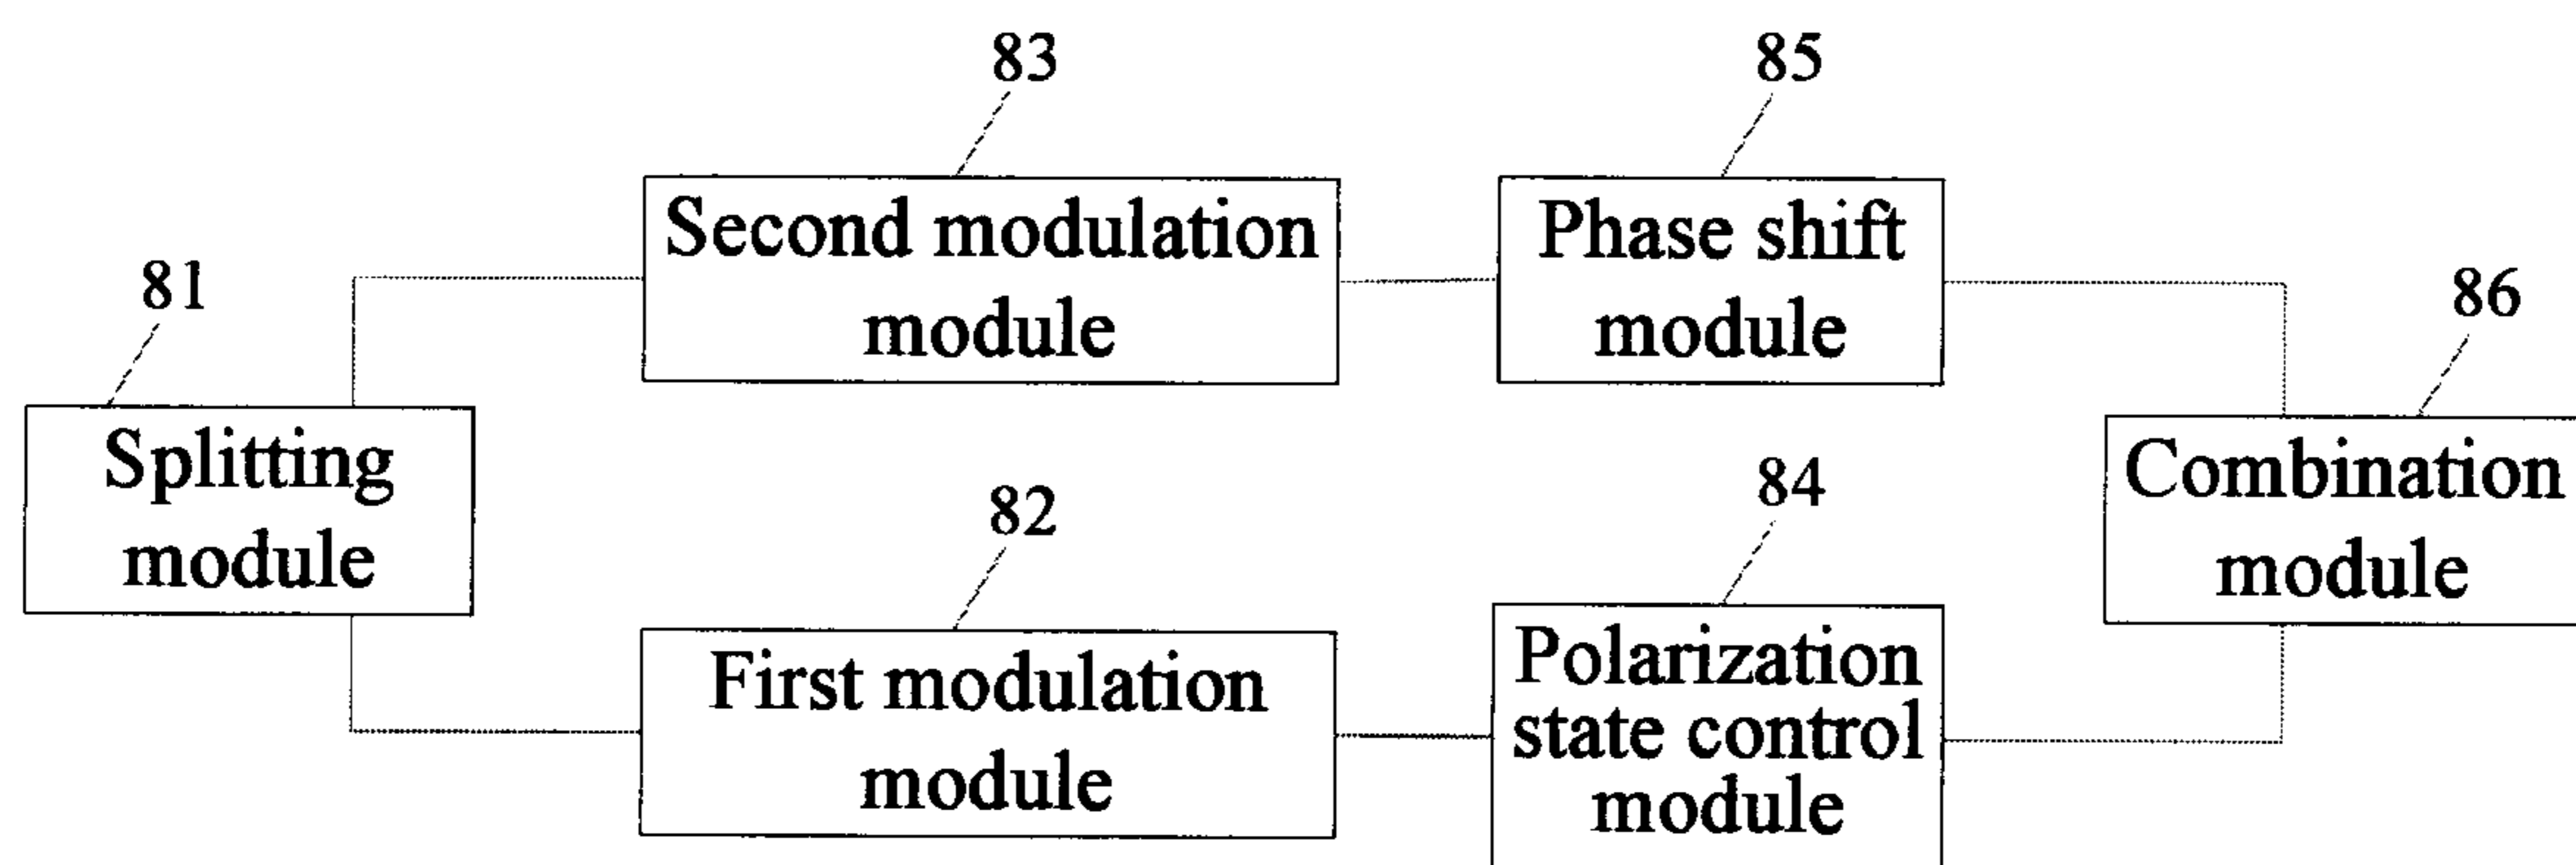 83
85
Second modulation
module
Phase shift
module
81
86
Splitting
module
82
84
Combination
module
First modulation
module
Polarization
state control
module